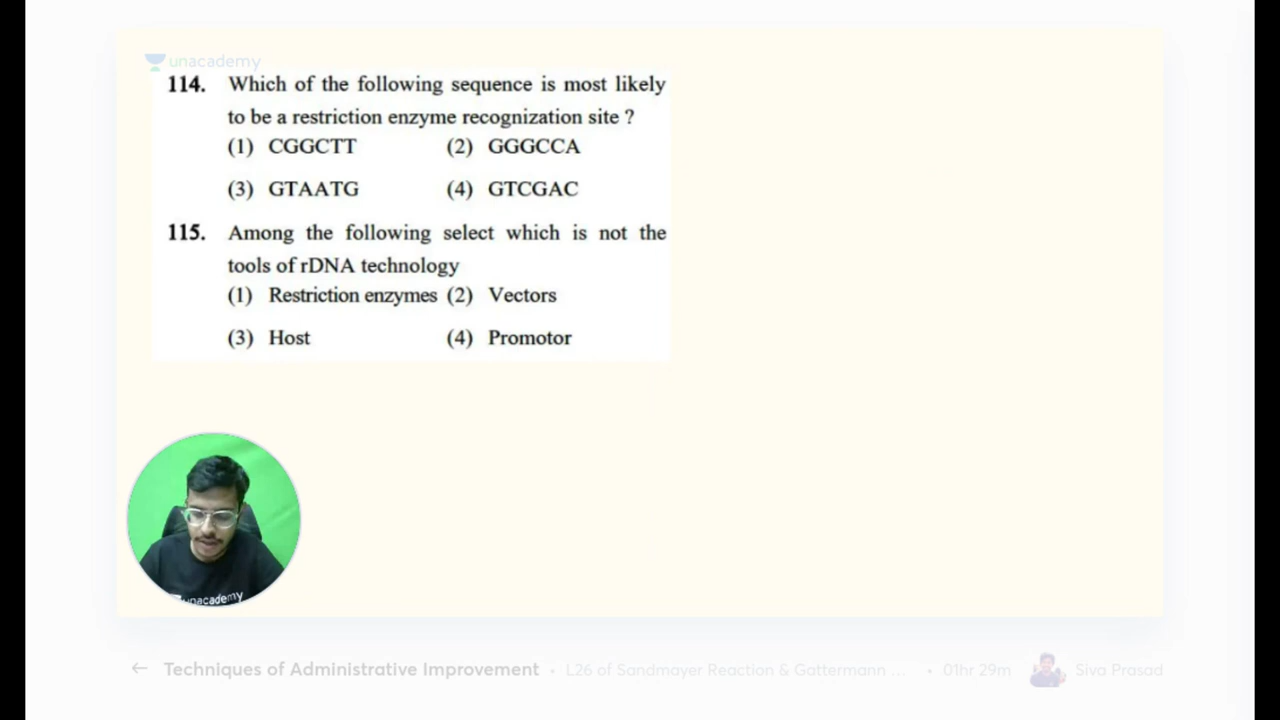 unacademy
114. Which of the following sequence is most likely
to be a restriction enzyme recognization site ?
(1) CGGCTT (2) GGGCCA
(3) GTAATG (4) GTCGAC
115. Among the following select which is not the
tools of rDNA technology
(1) Restriction enzymes (2) Vectors
(3) Host (4) Promotor
unacademy
← Techniques of Administrative Improvement • L26 of Sandmayer Reaction & Gattermann ... • 01hr 29m Siva Prasad